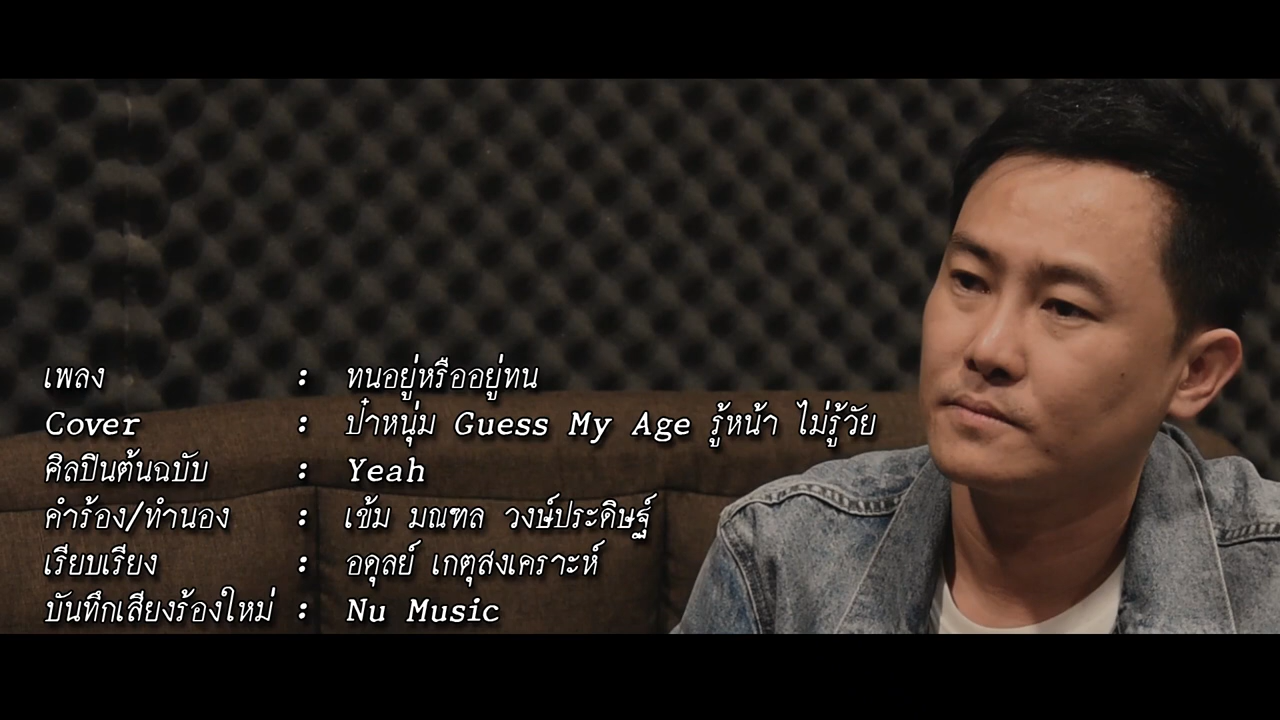 เพลง : ทนอยู่หรืออยู่ทน
Cover : ป๋าหนุ่ม Guess My Age รู้หน้า ไม่รู้วัย
ศิลปินต้นฉบับ : Yeah
คำร้อง/ทำนอง : เข้ม มณฑล วงษ์ประดิษฐ์
เรียบเรียง : อดุลย์ เกตุสงเคราะห์
บันทึกเสียงร้องใหม่ : Nu Music